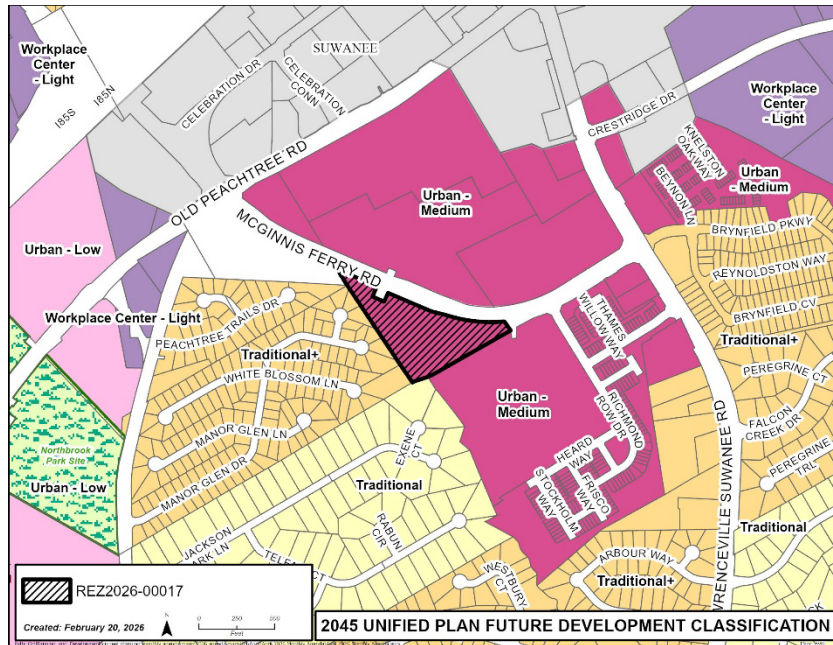 Workplace
Center
- Light
SUWANEE
CELEBRATION DR
CELEBRATION
CONN
I85S
I85N
Workplace
Center
- Light
CRESTRIDGE DR
KNELSTON
OAK WAY
BEYNON LN
Urban
- Medium
OLD PEACHTREE RD
Urban -
Medium
MCGINNIS FERRY RD
BRYNFIELD PKWY
REYNOLDSTON WAY
BRYNFIELD CV
Urban - Low
Workplace Center - Light
PEACHTREE TRAILS DR
Traditional+
WHITE BLOSSOM LN
MANOR GLEN LN
MANOR GLEN DR
THAMES
WILLOW WAY
Traditional+
PEREGRINE CT
FALCON
CREEK DR
PEREGRINE
TRL
Urban -
Medium
RICHMOND
ROW DR
HEARD
WAY
FRISCO
WAY
STOCKHOLM
WAY
Northbrook
Park Site
Urban - Low
EXENE
CT
Traditional
RABUN
CIR
JACKSON
Traditional
WRENCEVILLE SUWANEE RD
ARBOUR WAY
Traditional+
WESTBURY
CT
REZ2026-00017
Created: February 20, 2026
N
0
250
Feet
2045 UNIFIED PLAN FUTURE DEVELOPMENT CLASSIFICATION